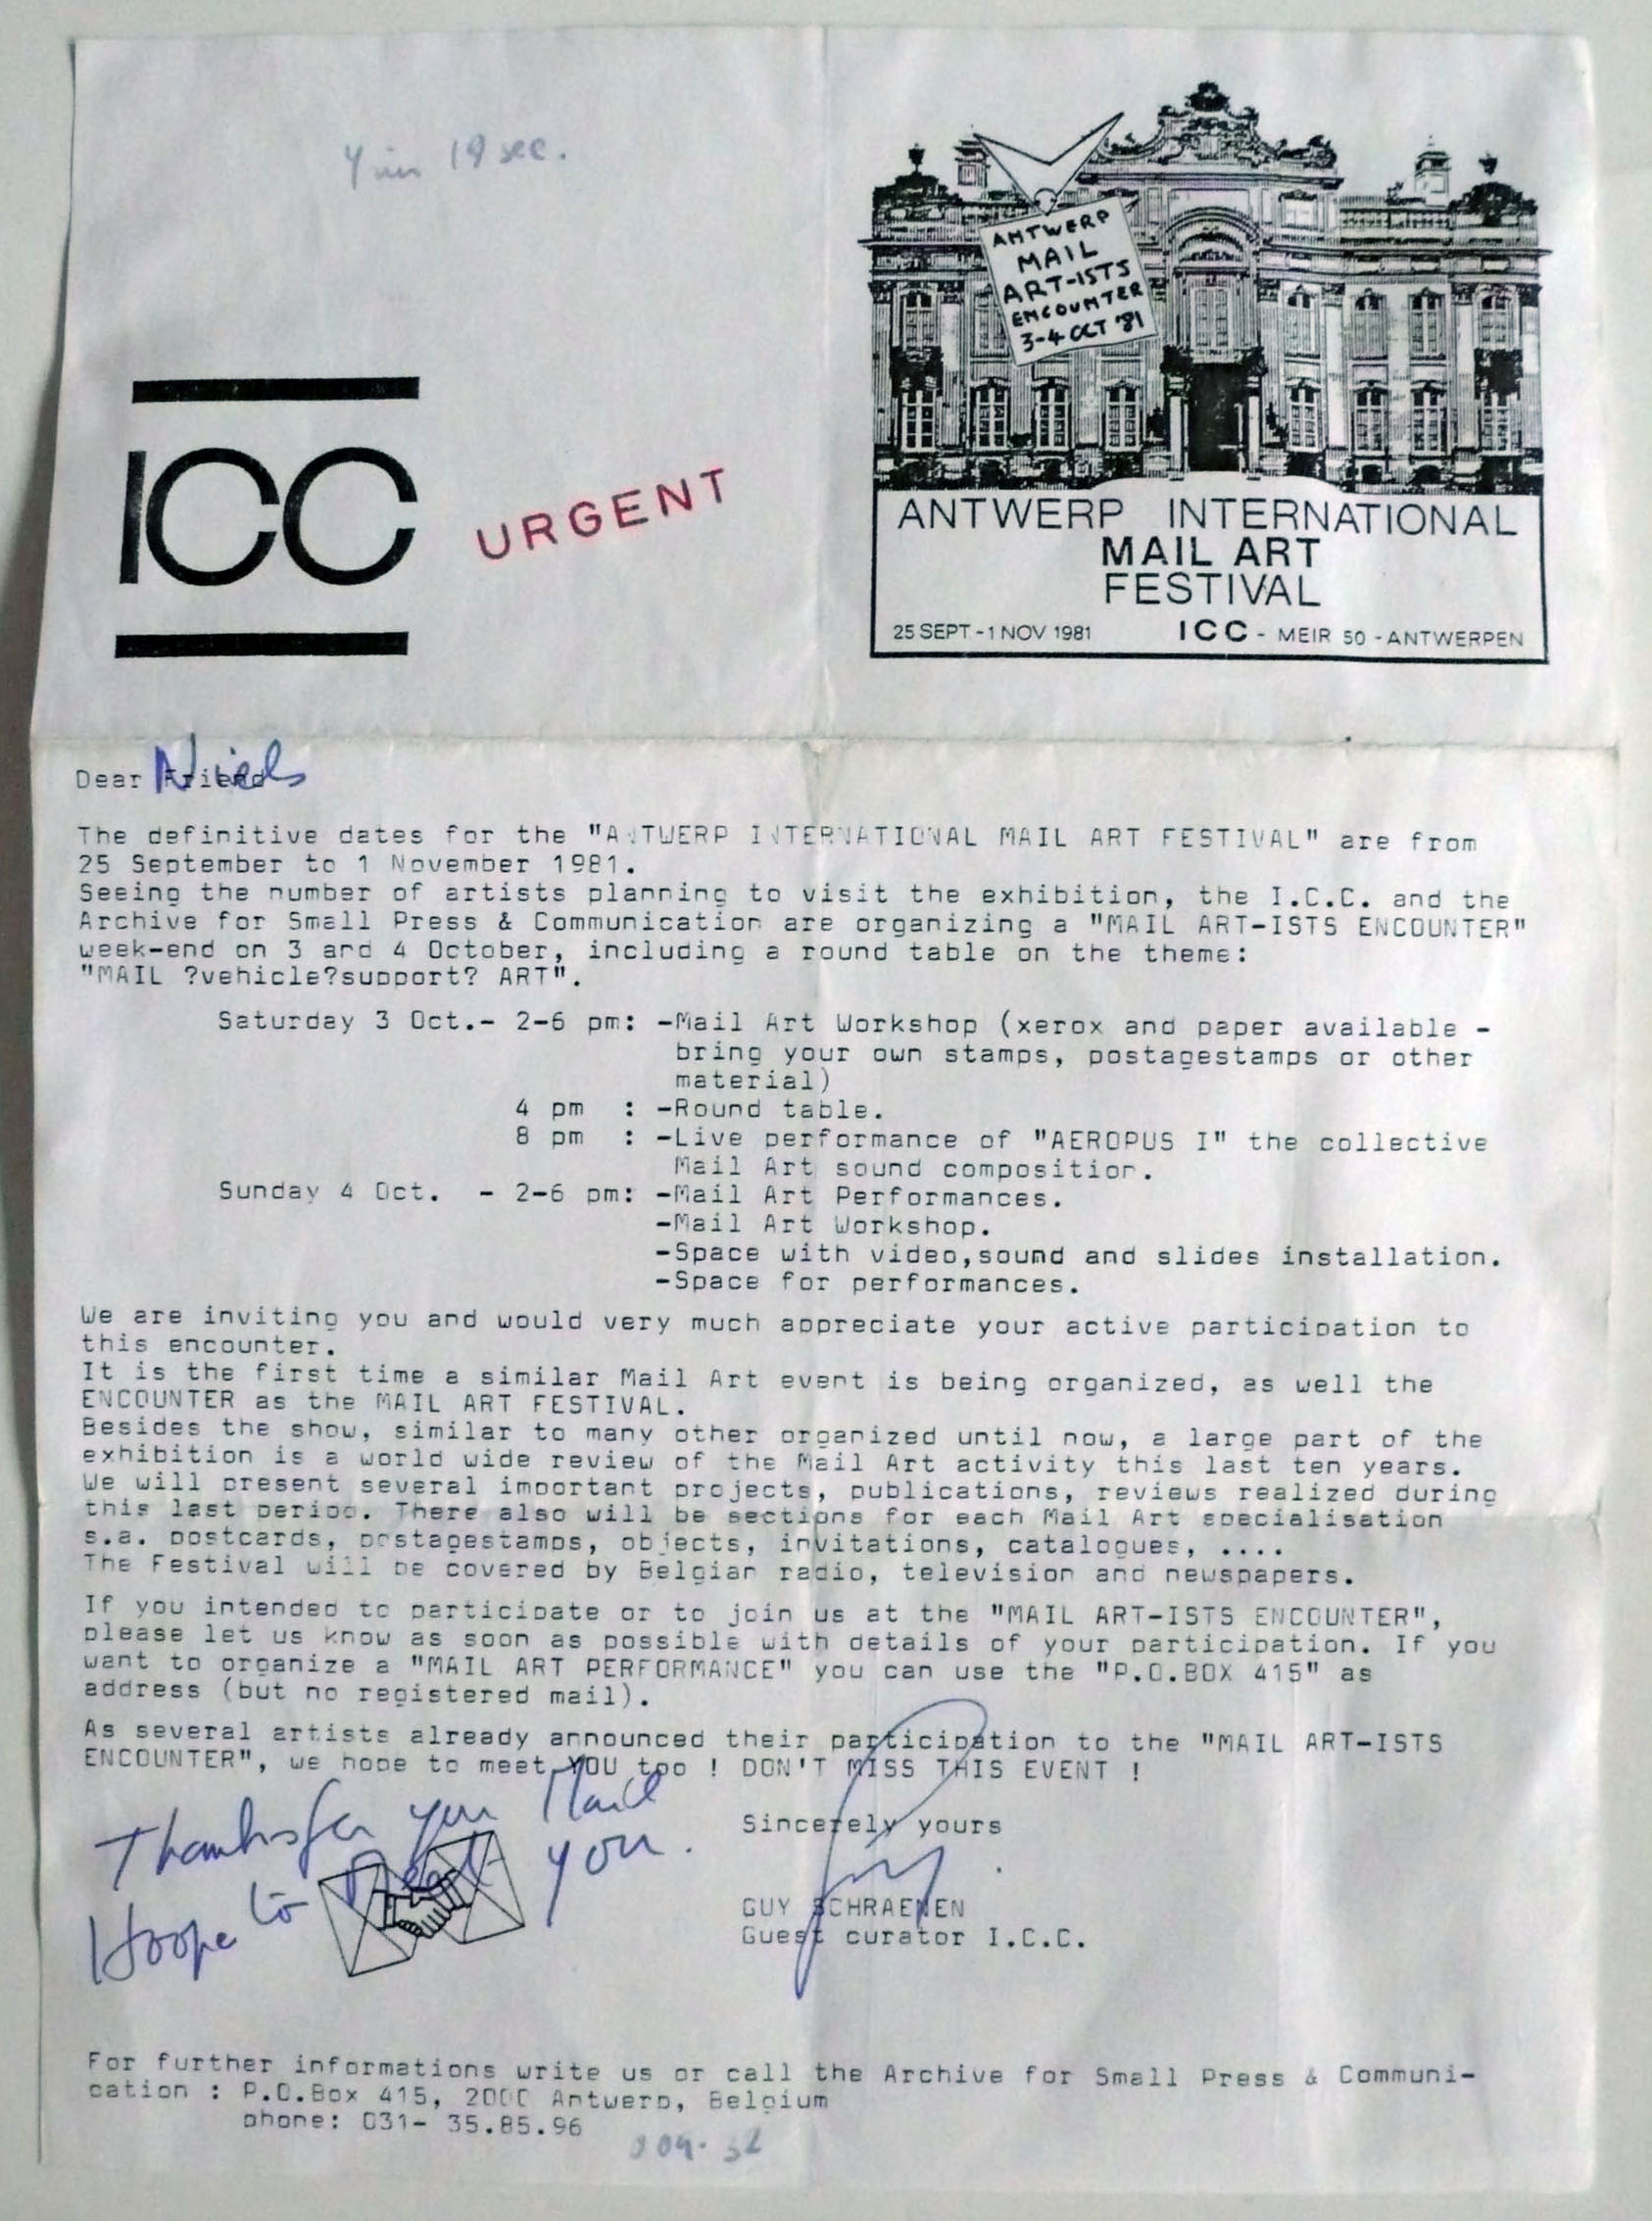 4 min 19 sec.
ANTWERP
MAIL
ART-ISTS
ENCOUNTER
3-4 OCT '81
ICC
URGENT
ANTWERP INTERNATIONAL
MAIL ART
FESTIVAL
25 SEPT - 1 NOV 1981 ICC - MEIR 50 - ANTWERPEN
Dear Friend Niels
The definitive dates for the "ANTWERP INTERNATIONAL MAIL ART FESTIVAL" are from
25 September to 1 November 1981.
Seeing the number of artists planning to visit the exhibition, the I.C.C. and the
Archive for Small Press & Communication are organizing a "MAIL ART-ISTS ENCOUNTER"
week-end on 3 and 4 October, including a round table on the theme:
"MAIL ?vehicle?support? ART".
Saturday 3 Oct.- 2-6 pm: -Mail Art Workshop (xerox and paper available -
bring your own stamps, postagestamps or other
material)
4 pm : -Round table.
8 pm : -Live performance of "AEROPUS I" the collective
Mail Art sound composition.
Sunday 4 Oct. - 2-6 pm: -Mail Art Performances.
-Mail Art Workshop.
-Space with video,sound and slides installation.
-Space for performances.
We are inviting you and would very much appreciate your active participation to
this encounter.
It is the first time a similar Mail Art event is being organized, as well the
ENCOUNTER as the MAIL ART FESTIVAL.
Besides the show, similar to many other organized until now, a large part of the
exhibition is a world wide review of the Mail Art activity this last ten years.
We will present several important projects, publications, reviews realized during
this last period. There also will be sections for each Mail Art specialisation
s.a. postcards, postagestamps, objects, invitations, catalogues, ....
The Festival will be covered by Belgian radio, television and newspapers.
If you intended to participate or to join us at the "MAIL ART-ISTS ENCOUNTER",
please let us know as soon as possible with details of your participation. If you
want to organize a "MAIL ART PERFORMANCE" you can use the "P.O.BOX 415" as
address (but no registered mail).
As several artists already announced their participation to the "MAIL ART-ISTS
ENCOUNTER", we hope to meet YOU too ! DON'T MISS THIS EVENT !
Thanks for your Mail
Hope to meet you.
Sincerely yours
Guy
GUY SCHRAENEN
Guest curator I.C.C.
For further informations write us or call the Archive for Small Press & Communi-
cation : P.O.Box 415, 2000 Antwerp, Belgium
phone: 031- 35.85.96